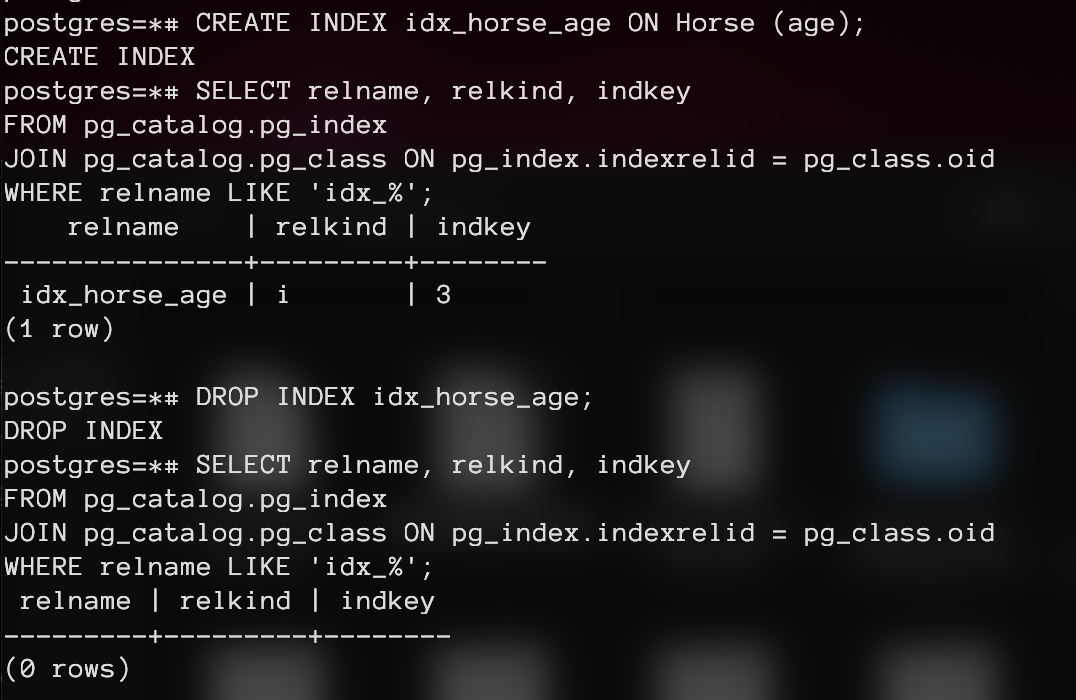 postgres=*# CREATE INDEX idx_horse_age ON Horse (age);
CREATE INDEX
postgres=*# SELECT relname, relkind, indkey
FROM pg_catalog.pg_index
JOIN pg_catalog.pg_class ON pg_index.indexrelid = pg_class.oid
WHERE relname LIKE 'idx_%';
    relname    | relkind | indkey
---------------+---------+--------
 idx_horse_age | i       | 3
(1 row)

postgres=*# DROP INDEX idx_horse_age;
DROP INDEX
postgres=*# SELECT relname, relkind, indkey
FROM pg_catalog.pg_index
JOIN pg_catalog.pg_class ON pg_index.indexrelid = pg_class.oid
WHERE relname LIKE 'idx_%';
 relname | relkind | indkey
---------+---------+--------
(0 rows)